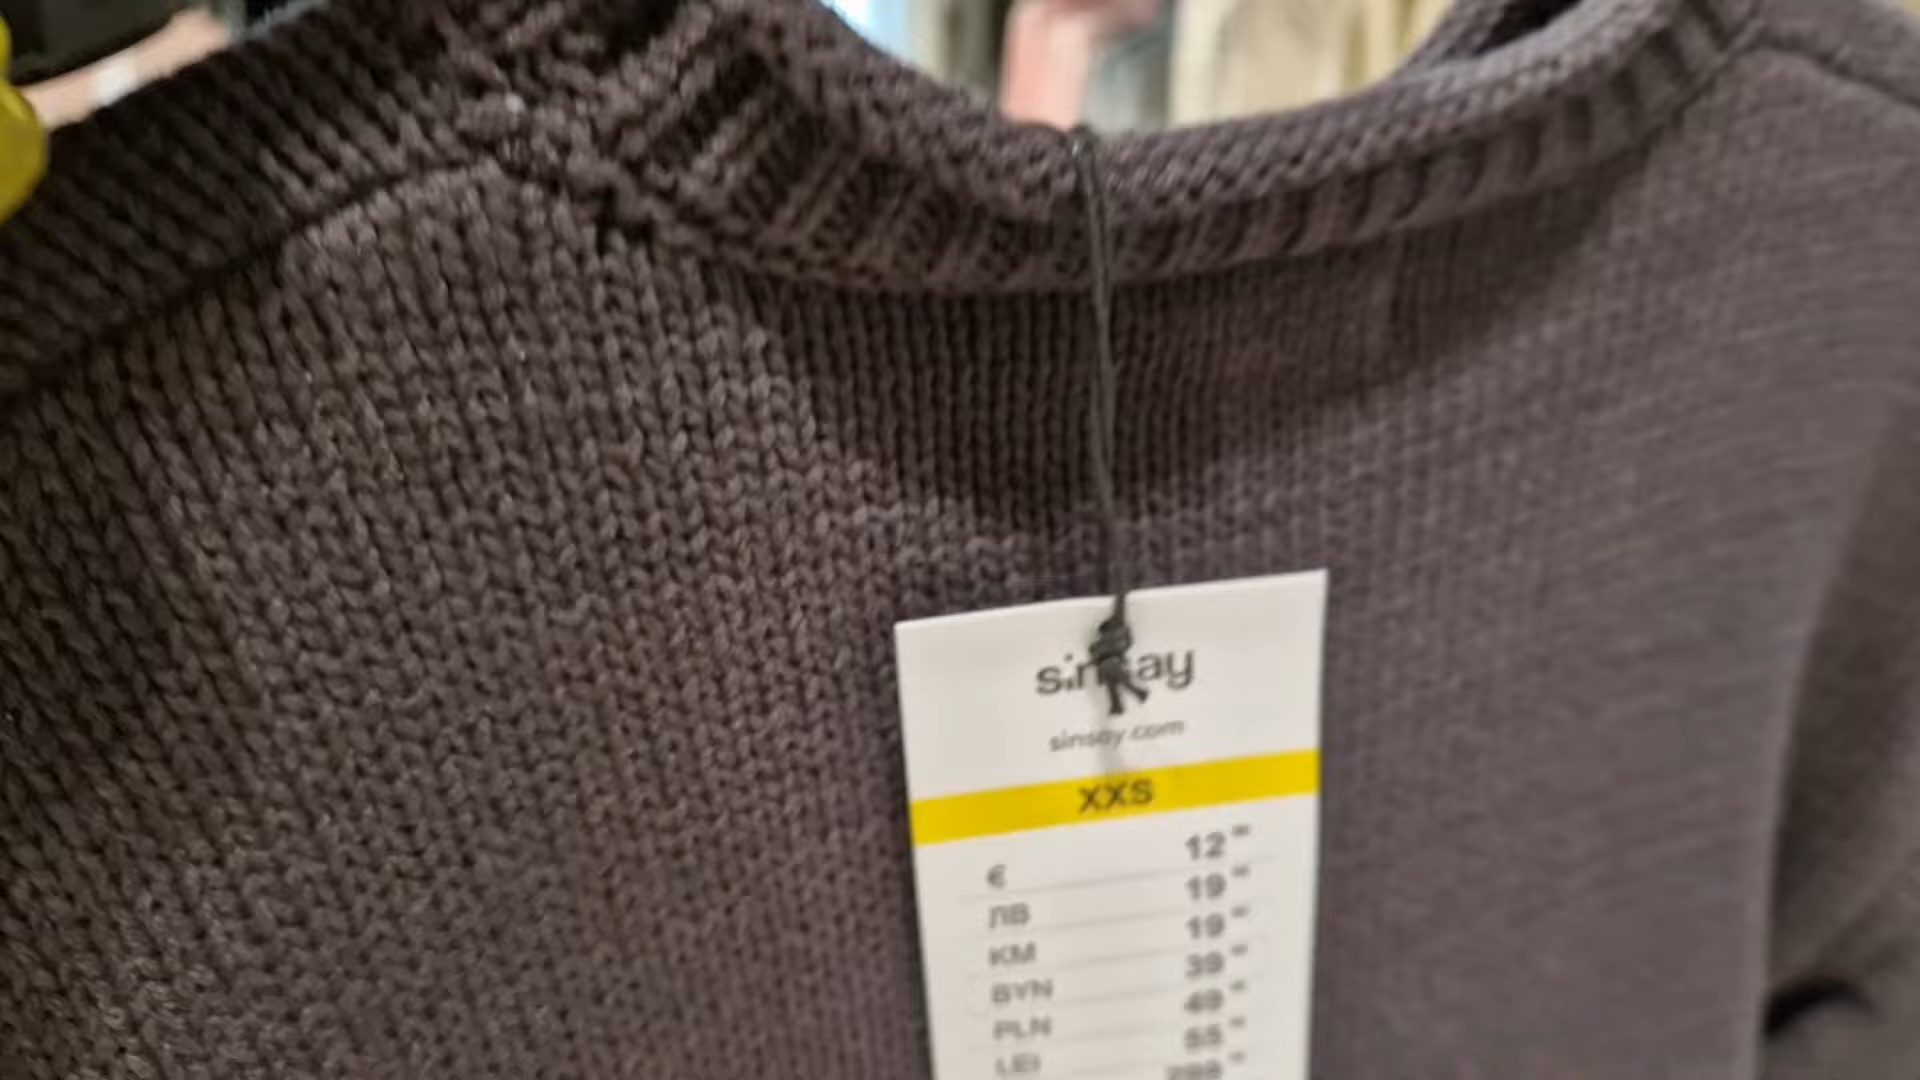 sinsay
sinsay.com
XXS
€ 12
ЛВ 19
KM 19
BYN 39
PLN 49
LEI 55